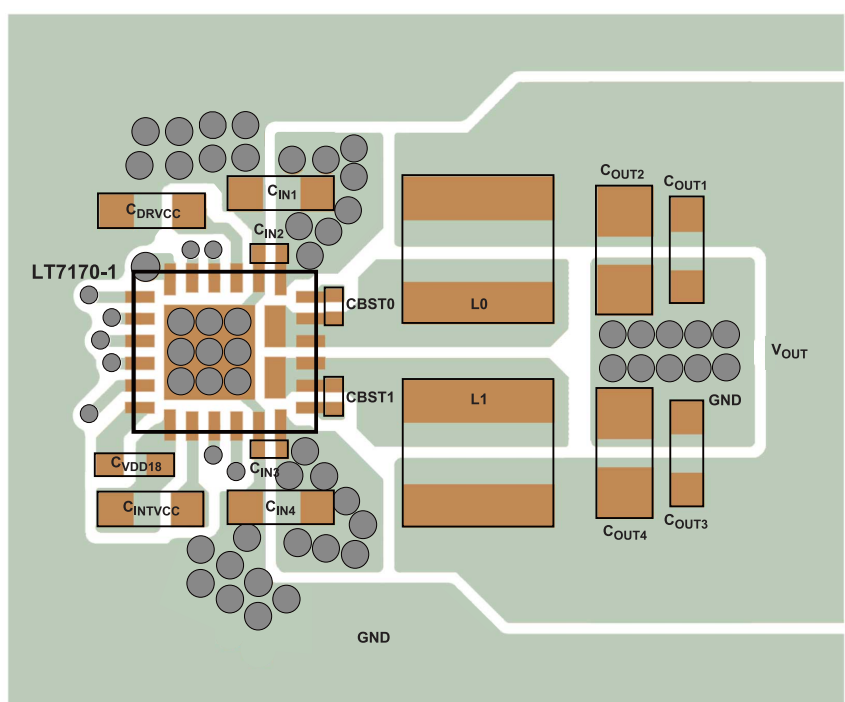 COUT2
COUT1
CIN1
CDRVCC
CIN2
LT7170-1
CBST0
L0
VOUT
CBST1
L1
GND
CVDD18
CIN3
CINTVCC
CIN4
COUT3
COUT4
GND